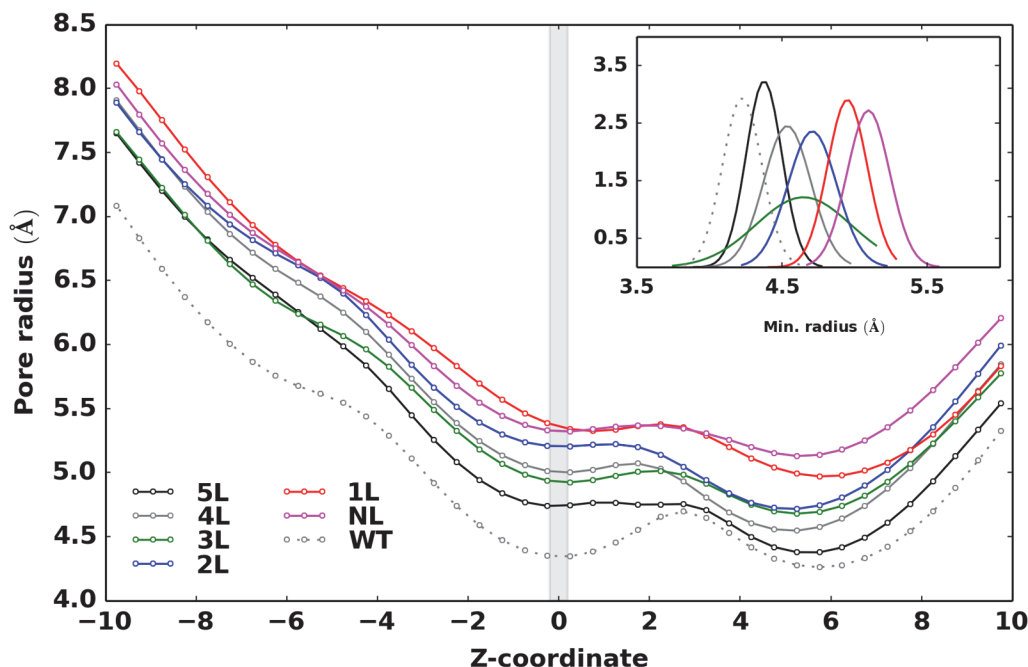 8.5
8.0
7.5
7.0
6.5
6.0
5.5
5.0
4.5
4.0
Pore radius (Å)
3.5
2.5
1.5
0.5
3.5 4.5 5.5
Min. radius (Å)
5L 1L
4L NL
3L WT
2L
−10 −8 −6 −4 −2 0 2 4 6 8 10
Z-coordinate